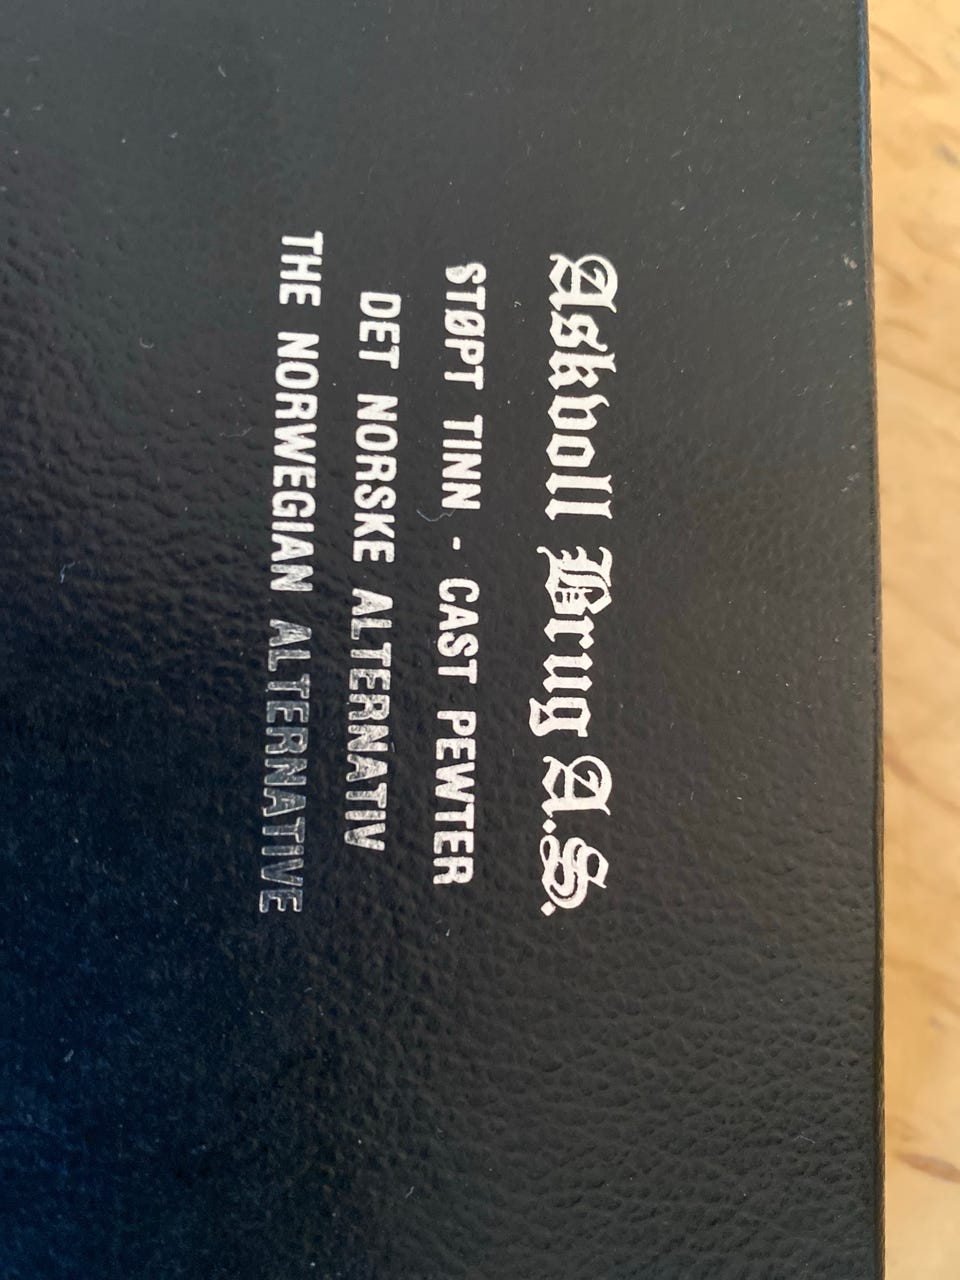 Askvoll Brug A.S.
STØPT TINN - CAST PEWTER
DET NORSKE ALTERNATIV
THE NORWEGIAN ALTERNATIVE